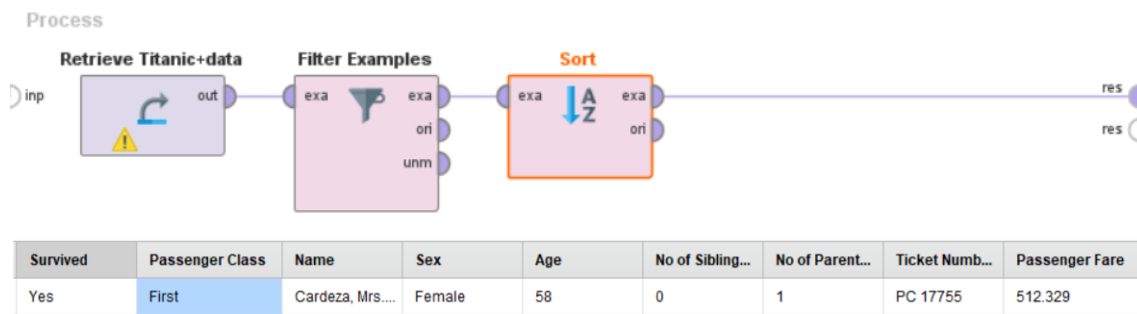 Process
Retrieve Titanic+data Filter Examples Sort
inp out exa exa exa exa res
ori ori res
unm
Survived Passenger Class Name Sex Age No of Sibling... No of Parent... Ticket Numb... Passenger Fare
Yes First Cardeza, Mrs.... Female 58 0 1 PC 17755 512.329